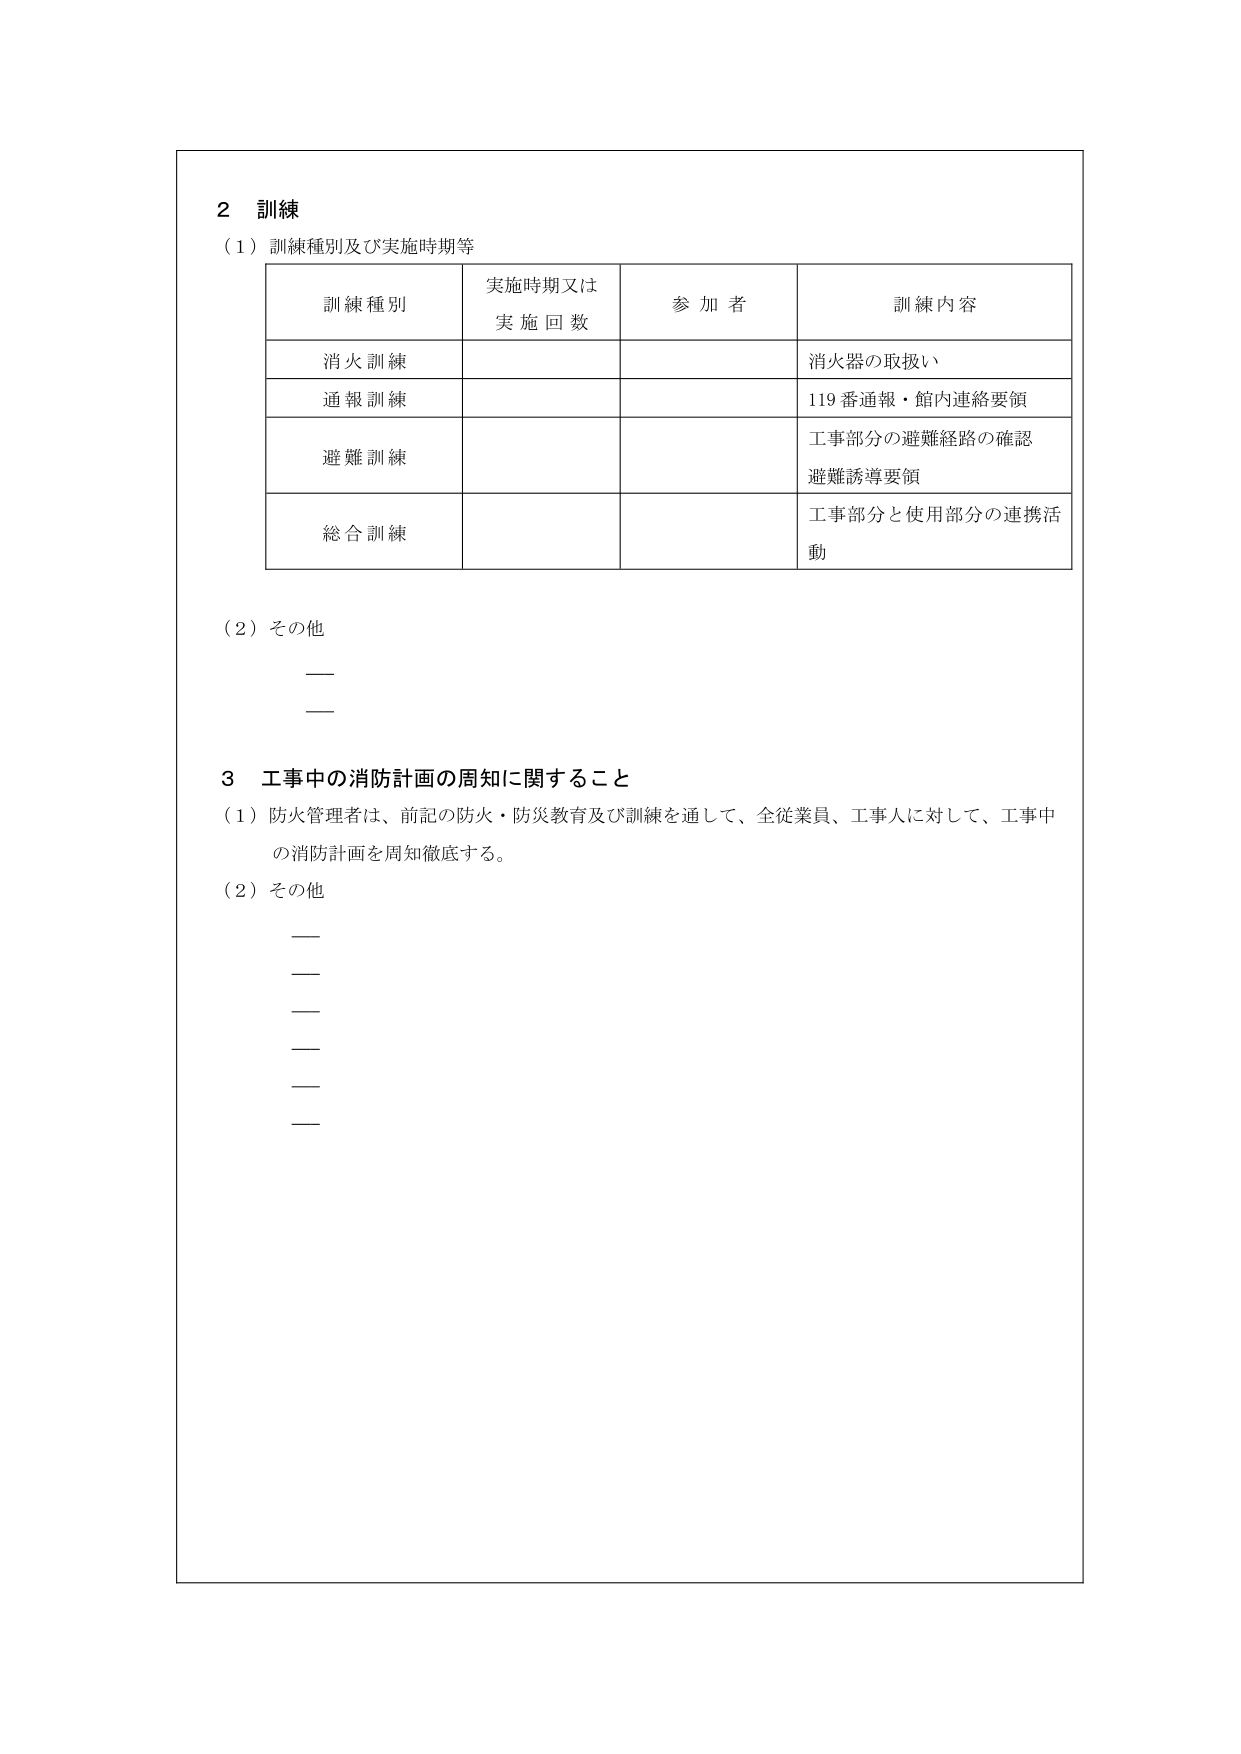 ２　訓練
（１）訓練種別及び実施時期等
訓練種別
実施時期又は
実施回数
参加者
訓練内容
消火訓練
消火器の取扱い
通報訓練
119番通報・館内連絡要領
避難訓練
工事部分の避難経路の確認
避難誘導要領
総合訓練
工事部分と使用部分の連携活
動
（２）その他
３　工事中の消防計画の周知に関すること
（１）防火管理者は、前記の防火・防災教育及び訓練を通して、全従業員、工事人に対して、工事中
の消防計画を周知徹底する。
（２）その他